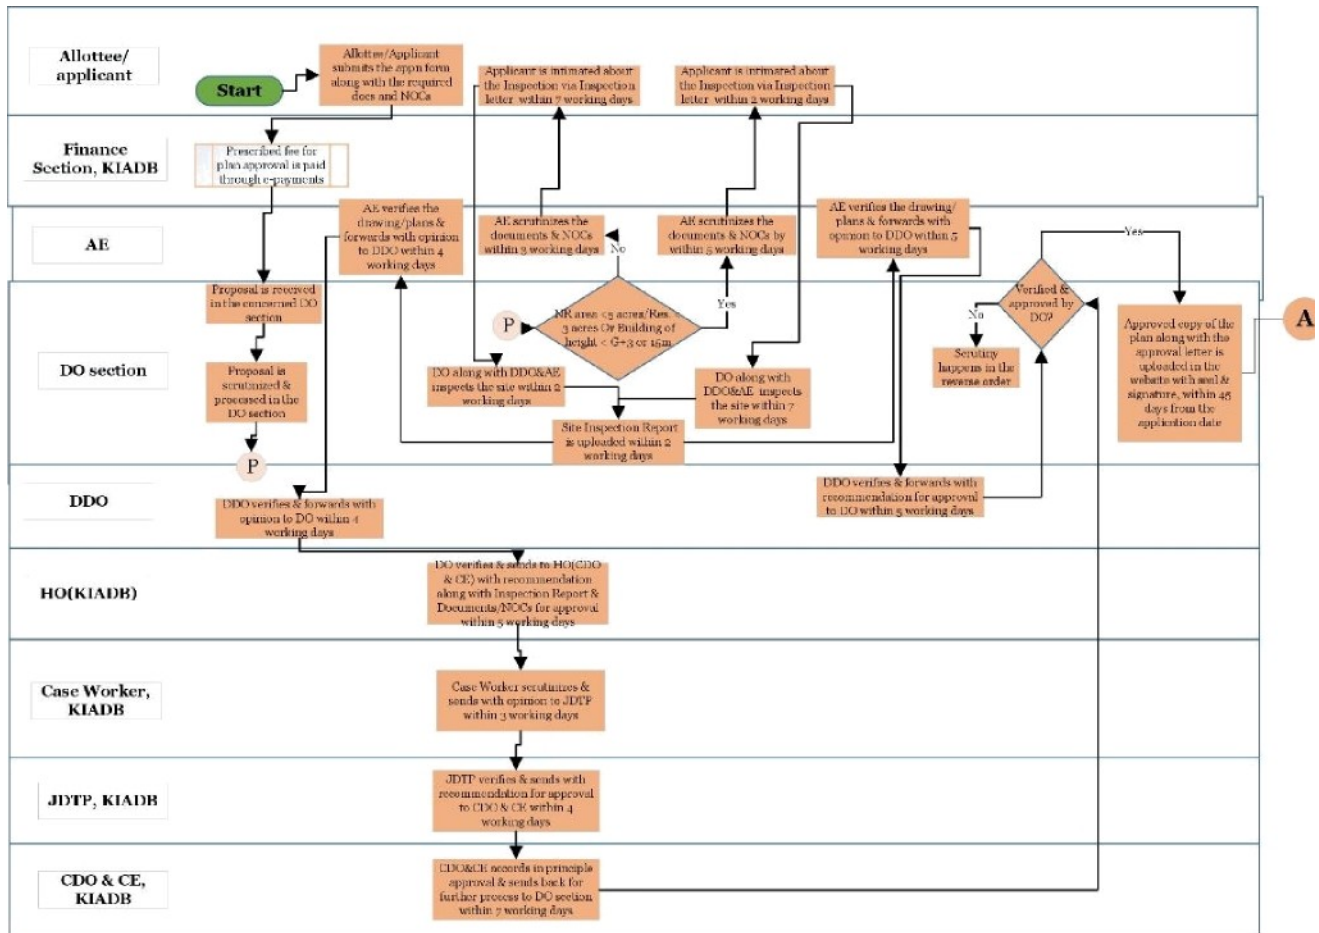 Allottee/
applicant
Start
Allottee/Applicant
submits the appn form
along with the required
docs and NOCs
Applicant is intimated about
the Inspection via Inspection
letter within 7 working days
Applicant is intimated about
the Inspection via Inspection
letter within 2 working days
Finance
Section, KIADB
Prescribed fee for
plan approval is paid
through e-payments
AE
AE verifies the
drawing/plans &
forwards with opinion
to DDO within 4
working days
AE scrutinizes the
documents & NOCs
within 3 working days
No
AE scrutinizes the
documents & NOCs by
within 5 working days
Yes
AE verifies the drawing/
plans & forwards with
opinion to DDO within 5
working days
Yes
DO section
Proposal is received
in the concerned DO
section
Proposal is
scrutinized &
processed in the
DO section
P
P
NR area <5 acres/Res. <
3 acres Or Building of
height < G+3 or 15m
DO along with DDO&AE
inspects the site within 2
working days
Site Inspection Report
is uploaded within 2
working days
DO along with
DDO&AE inspects
the site within 7
working days
Verified &
approved by
DO?
No
Scrutiny
happens in the
reverse order
Approved copy of the
plan along with the
approval letter is
uploaded in the
website with seal &
signature, within 45
days from the
application date
A
DDO
DDO verifies & forwards with
opinion to DO within 4
working days
DDO verifies & forwards with
recommendation for approval
to DO within 5 working days
HO(KIADB)
DO verifies & sends to HO(CDO
& CE) with recommendation
along with Inspection Report &
Documents/NOCs for approval
within 5 working days
Case Worker,
KIADB
Case Worker scrutinizes &
sends with opinion to JDTP
within 3 working days
JDTP, KIADB
JDTP verifies & sends with
recommendation for approval
to CDO & CE within 4
working days
CDO & CE,
KIADB
CDO&CE accords in principle
approval & sends back for
further process to DO section
within 7 working days